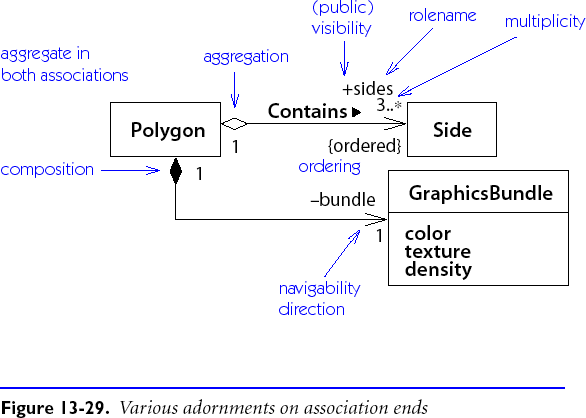 (public)
visibility
rolename
multiplicity
aggregate in
both associations
aggregation
+sides
3..*
Contains ▶
Polygon
1
Side
{ordered}
ordering
composition
1
–bundle
1
GraphicsBundle
color
texture
density
navigability
direction
Figure 13-29. Various adornments on association ends